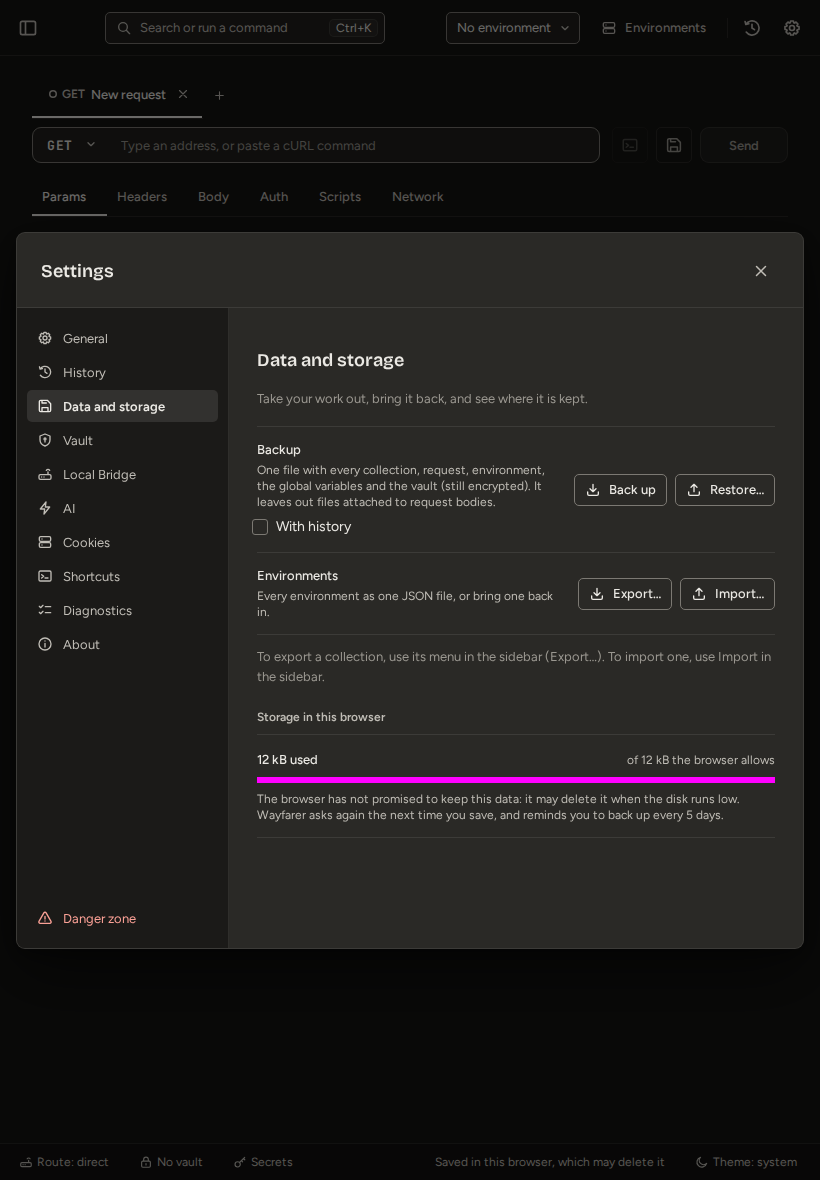 Search or run a command
Ctrl+K
No environment
Environments
GET New request
GET
Type an address, or paste a cURL command
Send
Params
Headers
Body
Auth
Scripts
Network
Settings
General
History
Data and storage
Vault
Local Bridge
AI
Cookies
Shortcuts
Diagnostics
About
Danger zone
Data and storage
Take your work out, bring it back, and see where it is kept.
Backup
One file with every collection, request, environment,
the global variables and the vault (still encrypted). It
leaves out files attached to request bodies.
Back up
Restore...
With history
Environments
Every environment as one JSON file, or bring one back
in.
Export...
Import...
To export a collection, use its menu in the sidebar (Export...). To import one, use Import in
the sidebar.
Storage in this browser
12 kB used
of 12 kB the browser allows
The browser has not promised to keep this data: it may delete it when the disk runs low.
Wayfarer asks again the next time you save, and reminds you to back up every 5 days.
Route: direct
No vault
Secrets
Saved in this browser, which may delete it
Theme: system